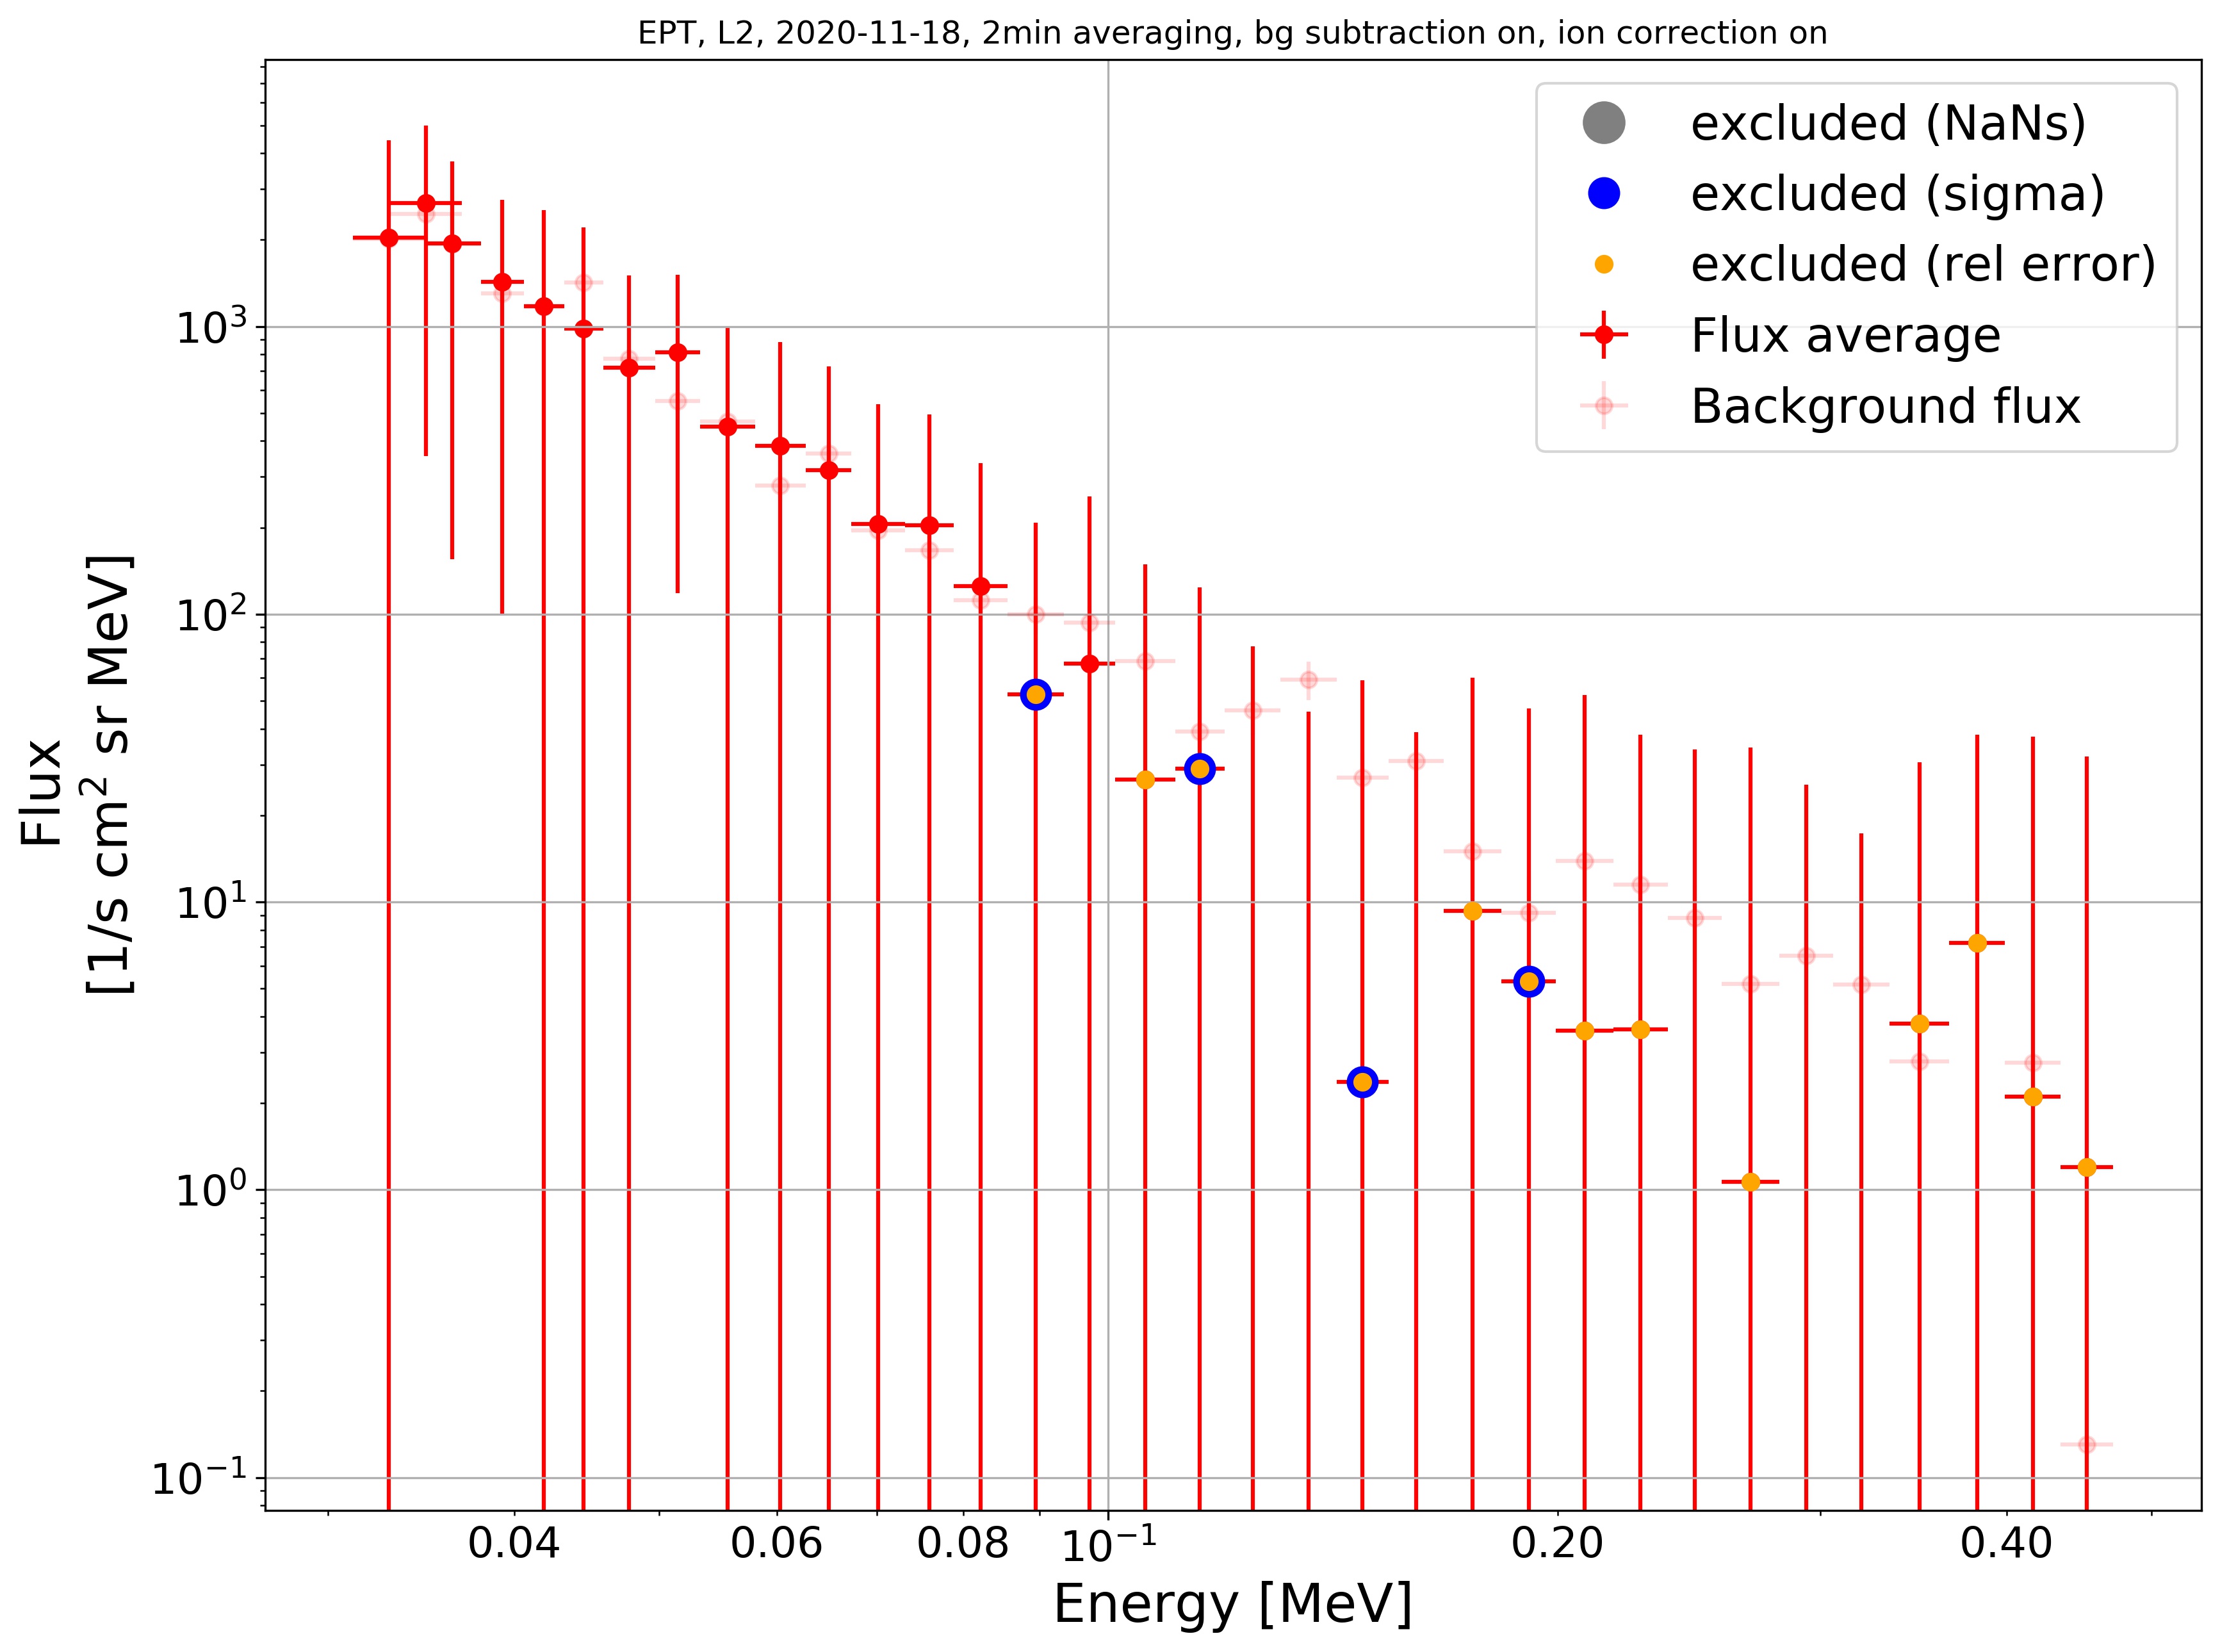 EPT, L2, 2020-11-18, 2min averaging, bg subtraction on, ion correction on
excluded (NaNs)
excluded (sigma)
excluded (rel error)
Flux average
Background flux
Flux
[1/s cm² sr MeV]
10³
10²
10¹
10⁰
10⁻¹
0.04
0.06
0.08
10⁻¹
0.20
0.40
Energy [MeV]